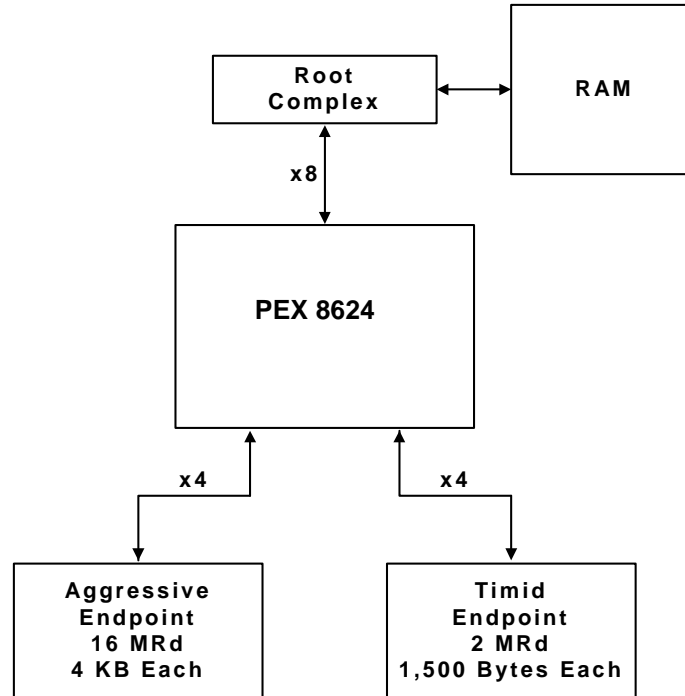 Root
Complex
RAM
x8
PEX 8624
x4
x4
Aggressive
Endpoint
16 MRd
4 KB Each
Timid
Endpoint
2 MRd
1,500 Bytes Each